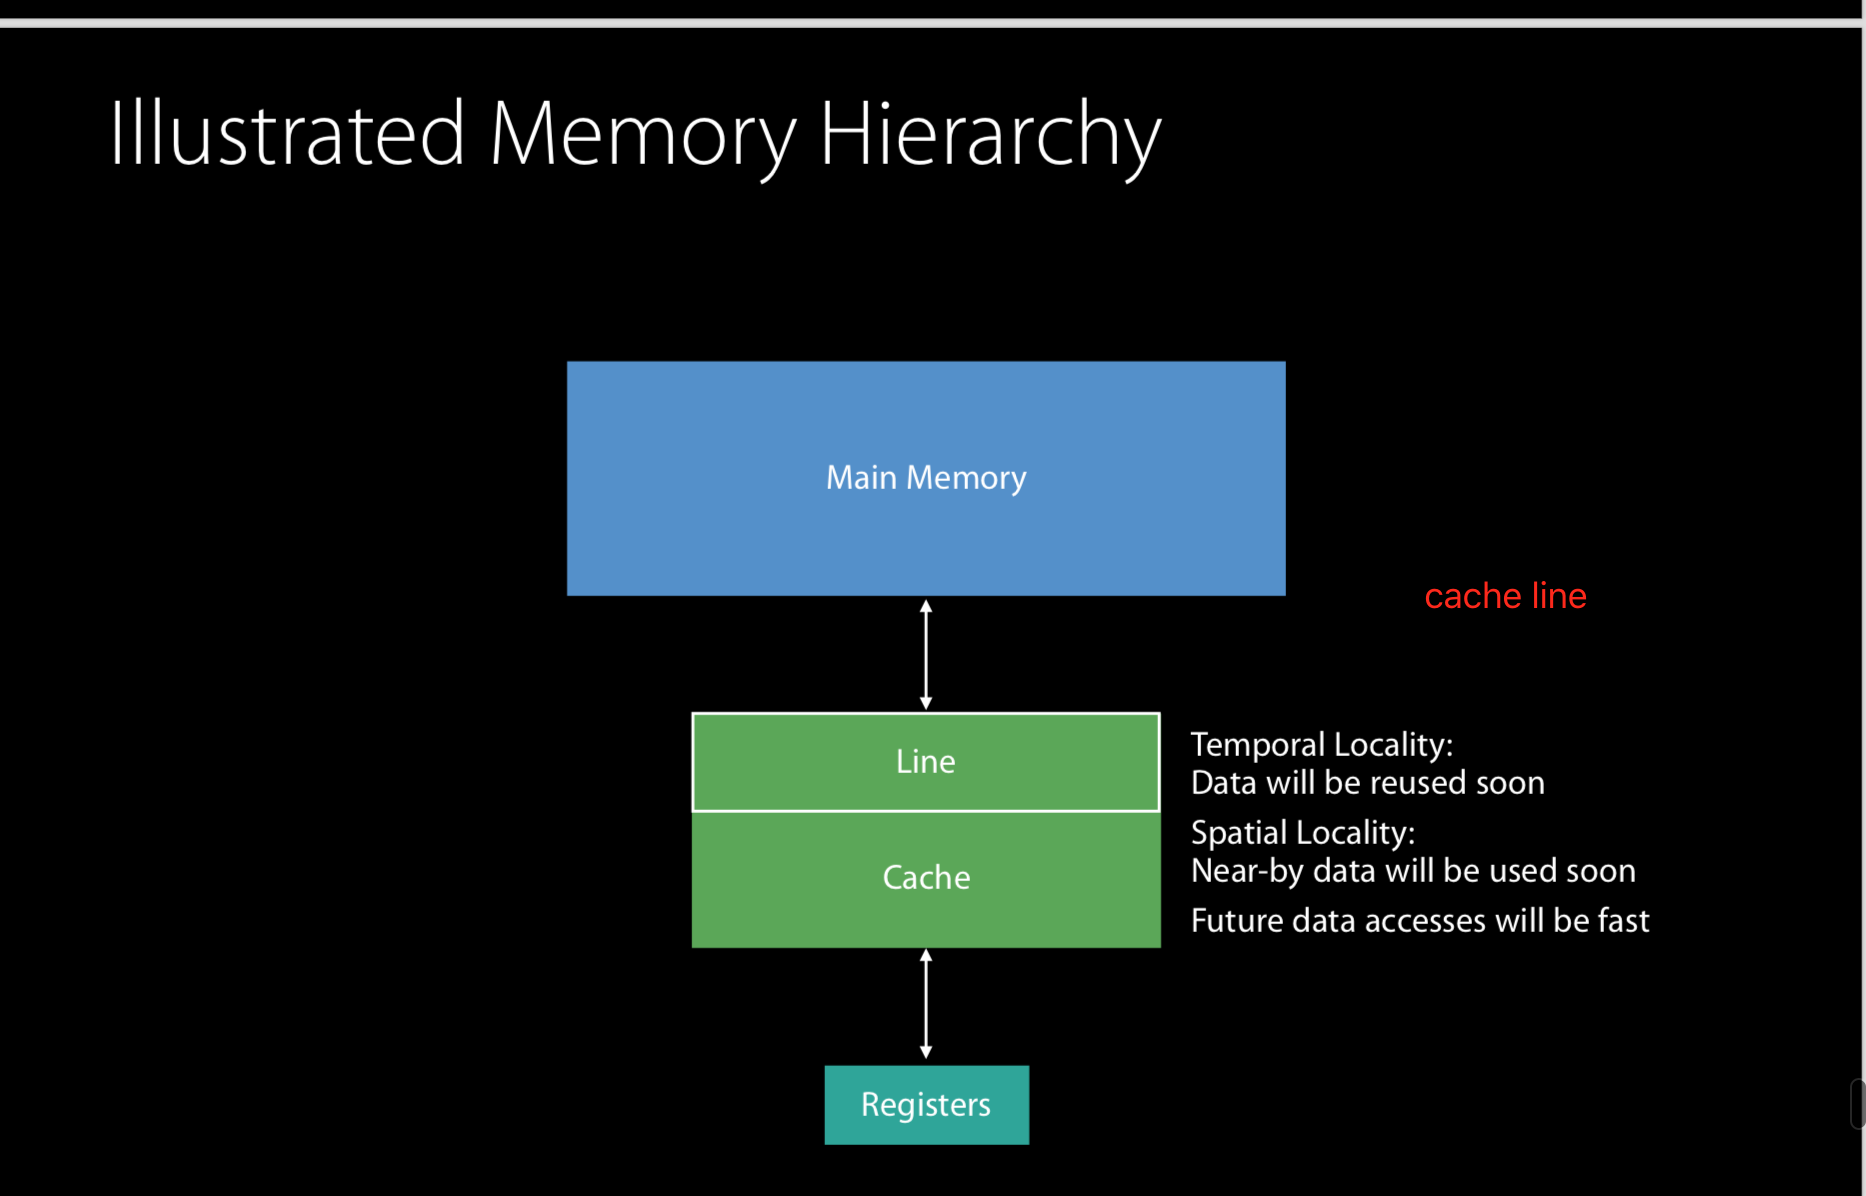 Illustrated Memory Hierarchy
Main Memory
cache line
Line
Temporal Locality:
Data will be reused soon
Spatial Locality:
Near-by data will be used soon
Cache
Future data accesses will be fast
Registers